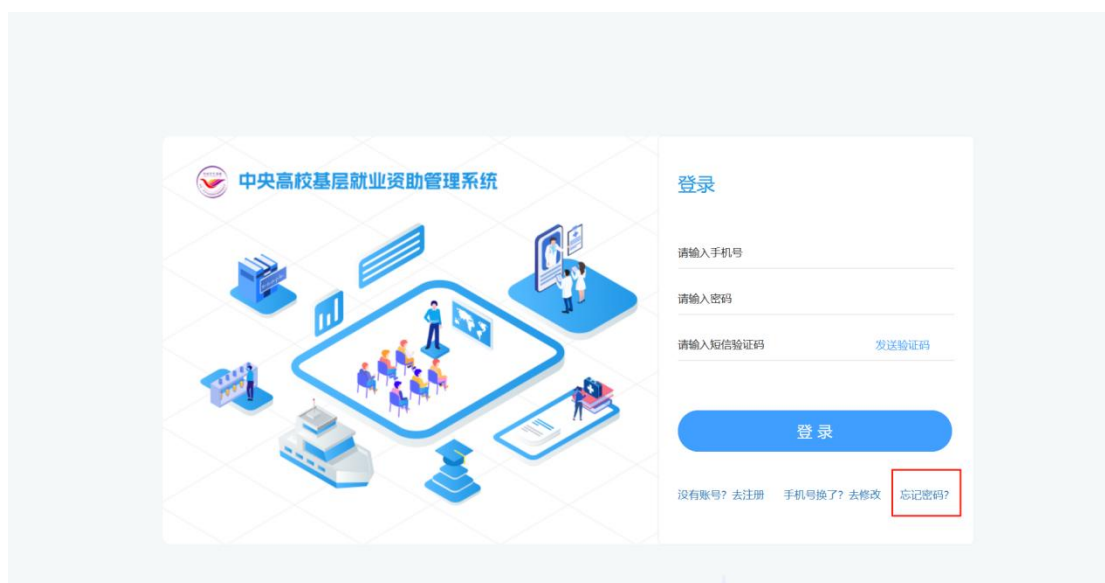 中央高校基层就业资助管理系统
登录
请输入手机号
请输入密码
请输入短信验证码 发送验证码
登 录
没有账号？去注册 手机号换了？去修改 忘记密码?